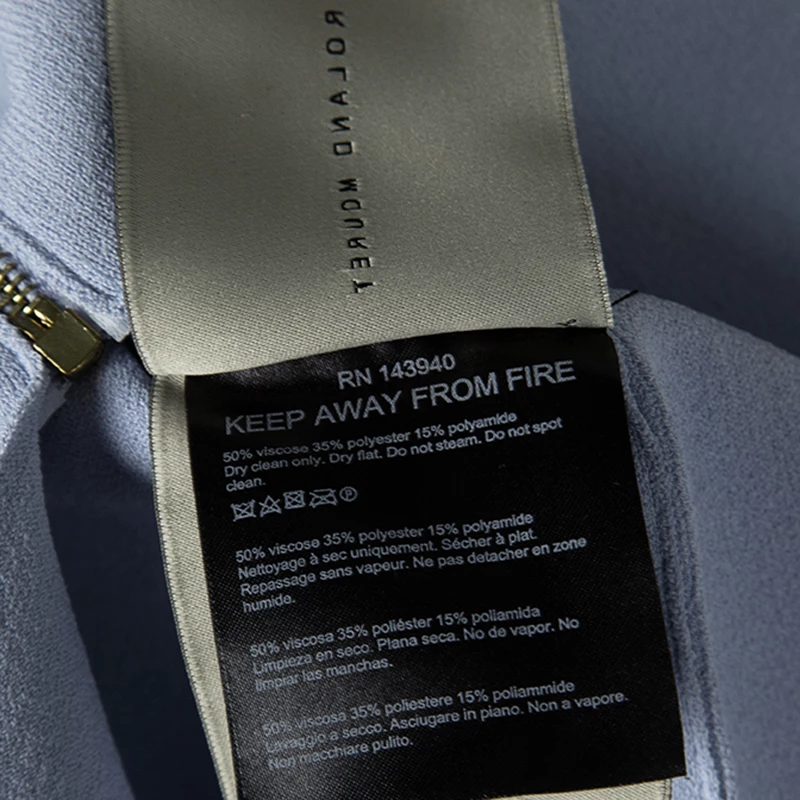 ROLAND MOURET
RN 143940
KEEP AWAY FROM FIRE
50% viscose 35% polyester 15% polyamide
Dry clean only. Dry flat. Do not steam. Do not spot
clean.
50% viscose 35% polyester 15% polyamide
Nettoyage à sec uniquement. Sécher à plat.
Repassage sans vapeur. Ne pas detacher en zone
humide.
50% viscosa 35% poliéster 15% poliamida
Limpieza en seco. Plana seca. No de vapor. No
limpiar las manchas.
50% viscosa 35% poliestere 15% poliammide
Lavaggio a secco. Asciugare in piano. Non a vapore.
Non macchiare pulito.